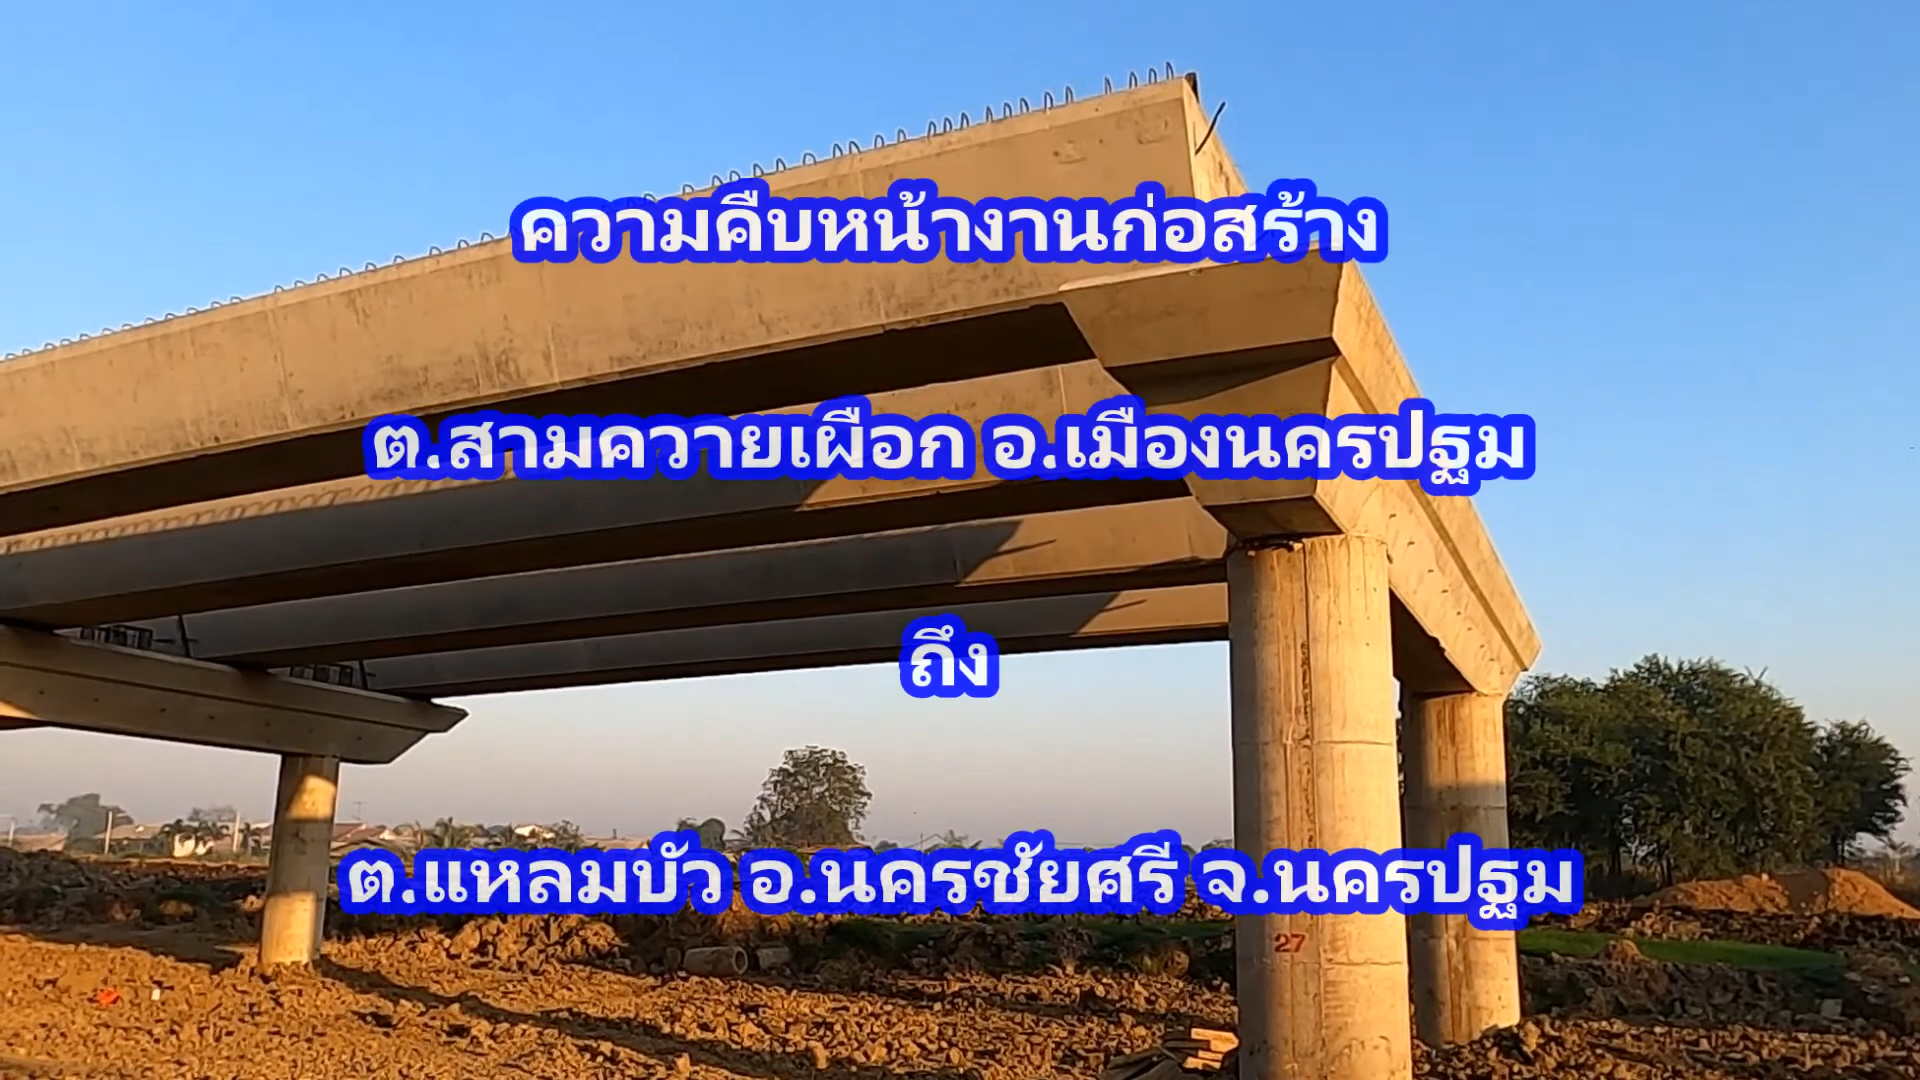 ความคืบหน้างานก่อสร้าง
ต.สามควายเผือก อ.เมืองนครปฐม
ถึง
ต.แหลมบัว อ.นครชัยศรี จ.นครปฐม
27